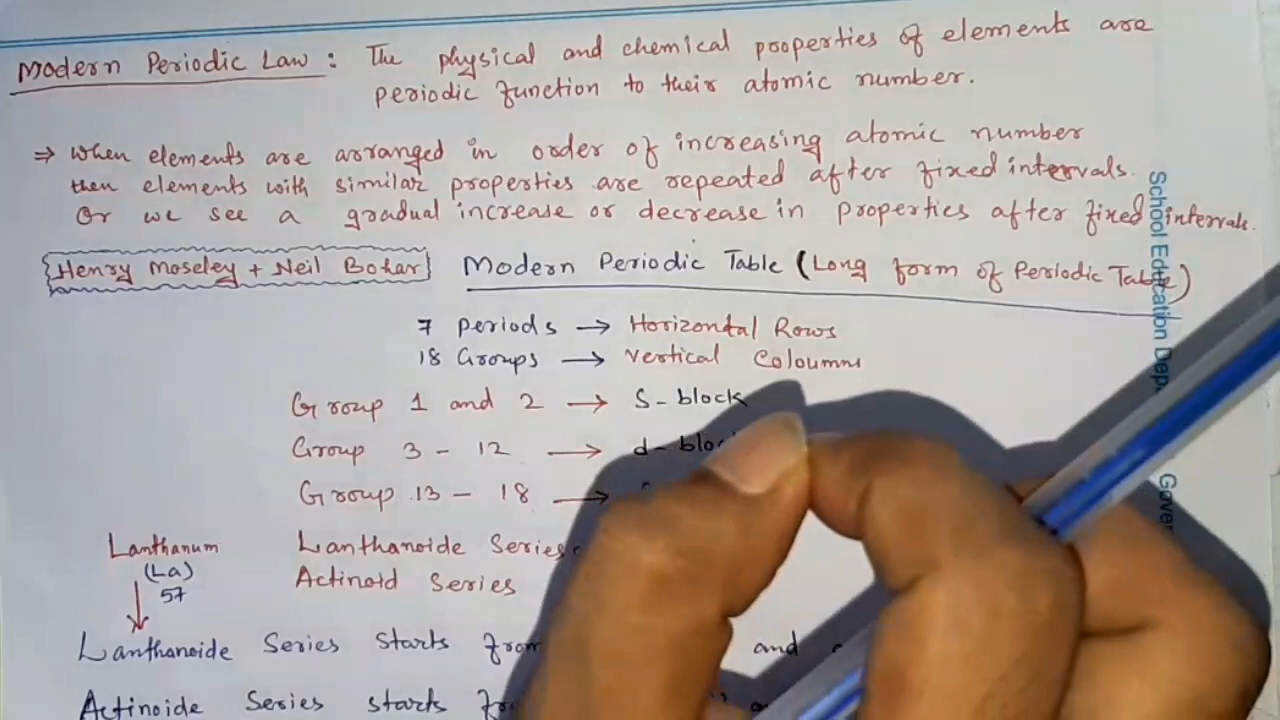 Modern Periodic Law : The physical and chemical properties of elements are
periodic function to their atomic number.
⇒ When elements are arranged in order of increasing atomic number
then elements with similar properties are repeated after fixed intervals.
Or we see a gradual increase or decrease in properties after fixed intervals.
Henry Moseley + Neil Bohar
Modern Periodic Table (Long form of Periodic Table)
7 periods → Horizontal Rows
18 Groups → Vertical Coloumns
Group 1 and 2 → S-block
Group 3 - 12 → d-bloc
Group 13 - 18 →
Lanthanum
(La)
57
Lanthanoide Series
Actinoid Series
Lanthanoide Series starts from and
Actinoide Series starts
School Education Dep
Gover